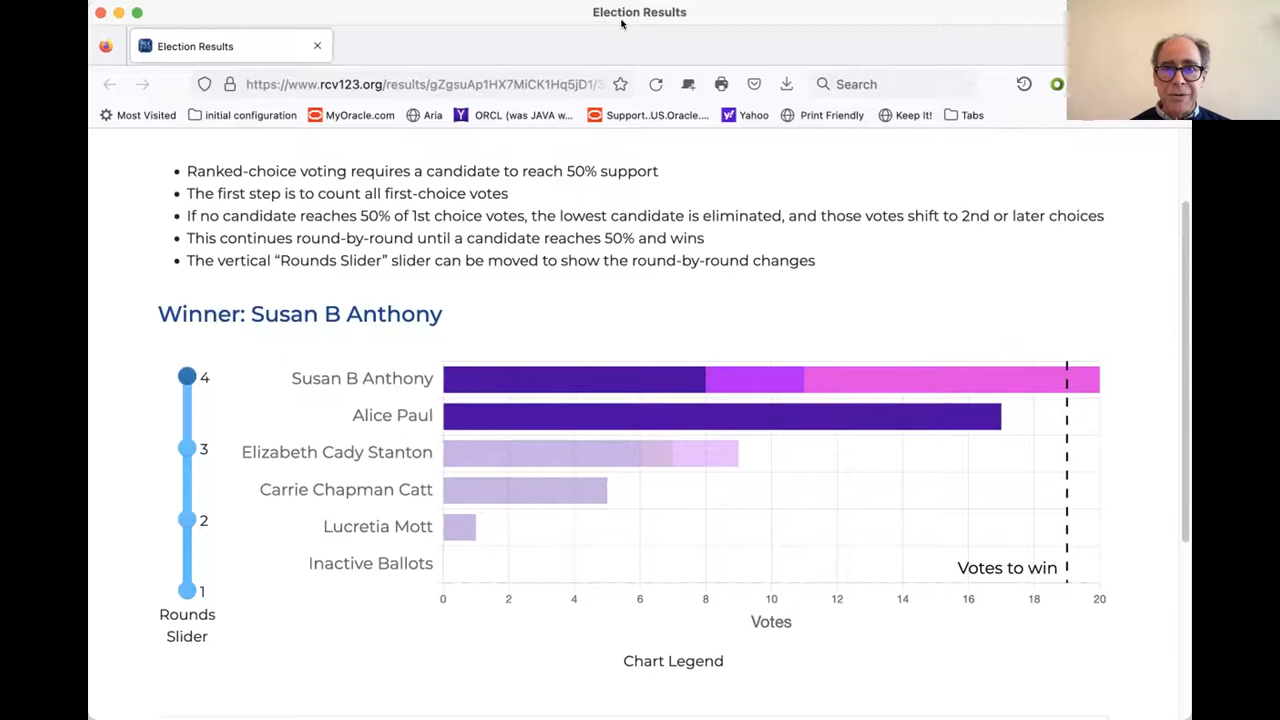 Election Results
Election Results
https://www.rcv123.org/results/gZgsuAp1HX7MiCK1Hq5jD1/
Search
Most Visited
initial configuration
MyOracle.com
Aria
ORCL (was JAVA w...
Support..US.Oracle....
Yahoo
Print Friendly
Keep It!
Tabs
• Ranked-choice voting requires a candidate to reach 50% support
• The first step is to count all first-choice votes
• If no candidate reaches 50% of 1st choice votes, the lowest candidate is eliminated, and those votes shift to 2nd or later choices
• This continues round-by-round until a candidate reaches 50% and wins
• The vertical “Rounds Slider” slider can be moved to show the round-by-round changes
Winner: Susan B Anthony
4
3
2
1
Rounds
Slider
Susan B Anthony
Alice Paul
Elizabeth Cady Stanton
Carrie Chapman Catt
Lucretia Mott
Inactive Ballots
Votes to win
0 2 4 6 8 10 12 14 16 18 20
Votes
Chart Legend